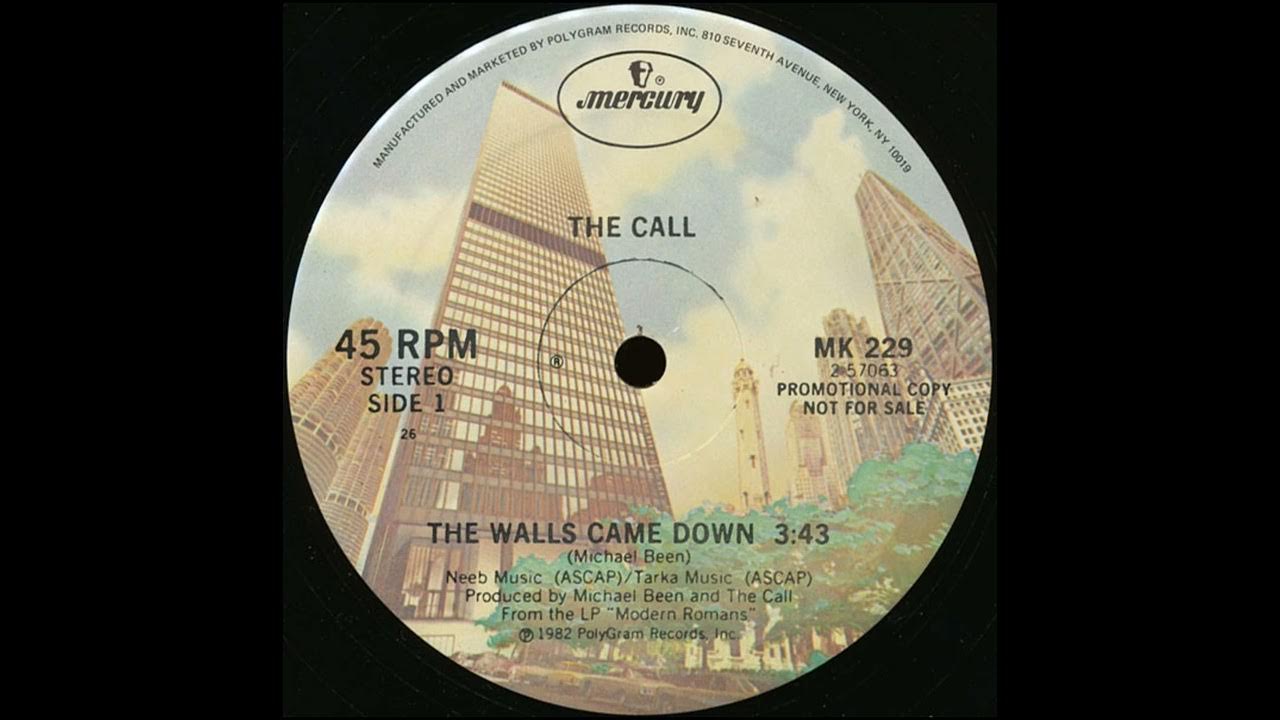 MANUFACTURED AND MARKETED BY POLYGRAM RECORDS, INC. 810 SEVENTH AVENUE, NEW YORK, NY 10019
mercury
®
THE CALL
45 RPM
STEREO
SIDE 1
26
®
MK 229
2-57063
PROMOTIONAL COPY
NOT FOR SALE
THE WALLS CAME DOWN 3:43
(Michael Been)
Neeb Music (ASCAP)/Tarka Music (ASCAP)
Produced by Michael Been and The Call
From the LP "Modern Romans"
℗ 1982 PolyGram Records, Inc.